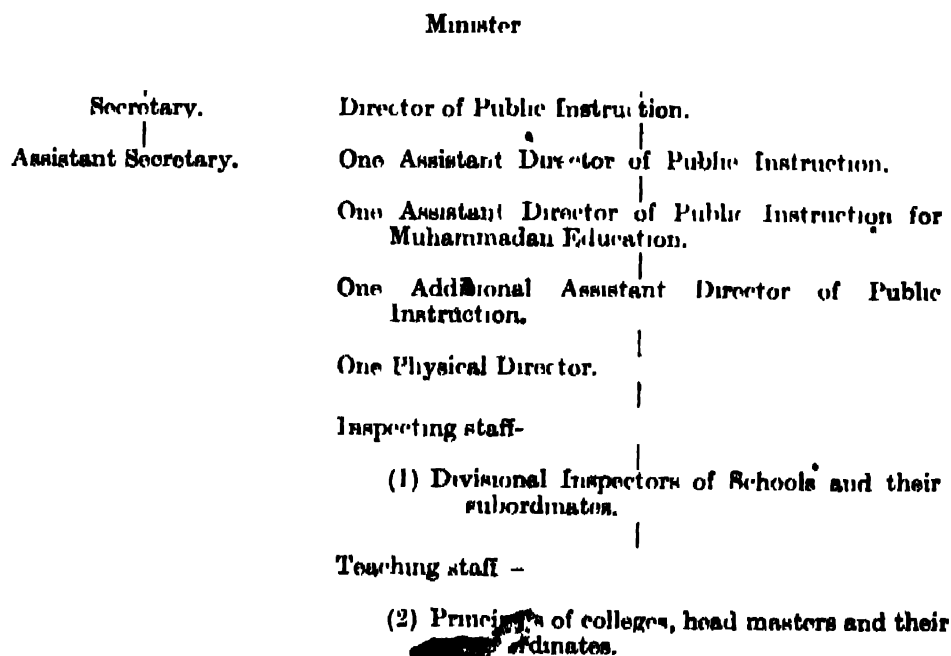 Minister
Secretary. Director of Public Instruction.
Assistant Secretary. One Assistant Director of Public Instruction.
One Assistant Director of Public Instruction for
Muhammadan Education.
One Additional Assistant Director of Public
Instruction.
One Physical Director.
Inspecting staff-
(1) Divisional Inspectors of Schools and their
subordinates.
Teaching staff –
(2) of colleges, head masters and their